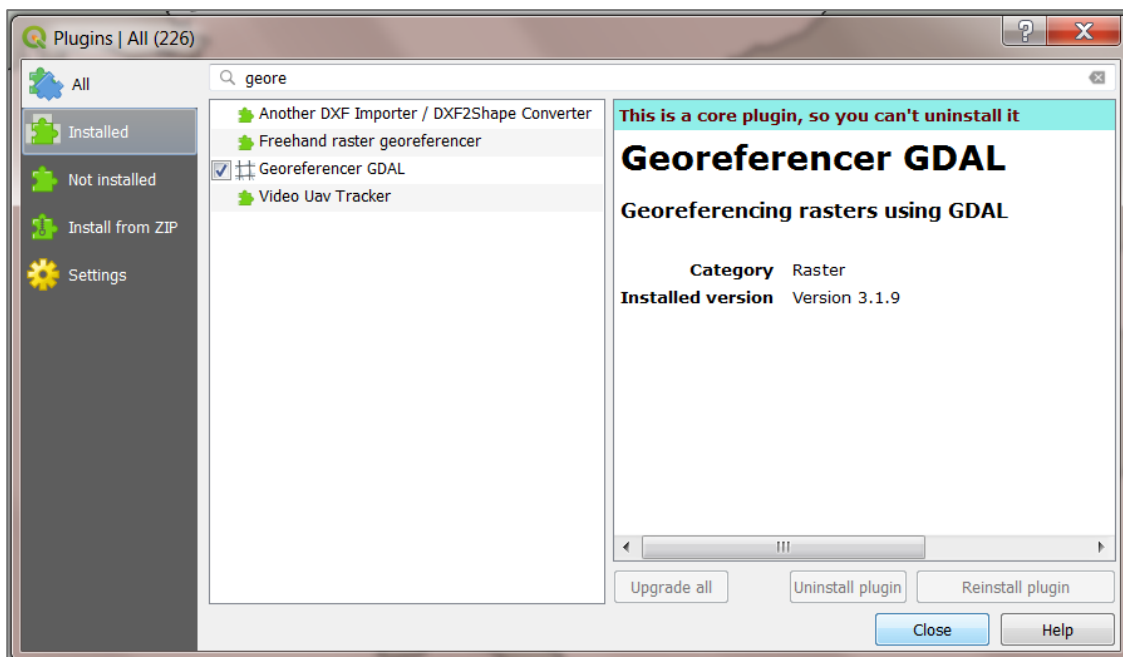 Plugins | All (226)
All
Installed
Not installed
Install from ZIP
Settings
geore
Another DXF Importer / DXF2Shape Converter
Freehand raster georeferencer
Georeferencer GDAL
Video Uav Tracker
This is a core plugin, so you can't uninstall it
Georeferencer GDAL
Georeferencing rasters using GDAL
Category Raster
Installed version Version 3.1.9
Upgrade all
Uninstall plugin
Reinstall plugin
Close
Help